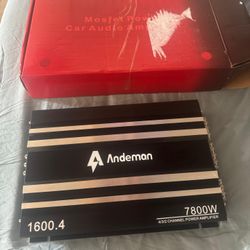 Mosfet Power
Car Audio Amplifier
Andeman
1600.4
7800W
4/3/2 CHANNEL POWER AMPLIFIER